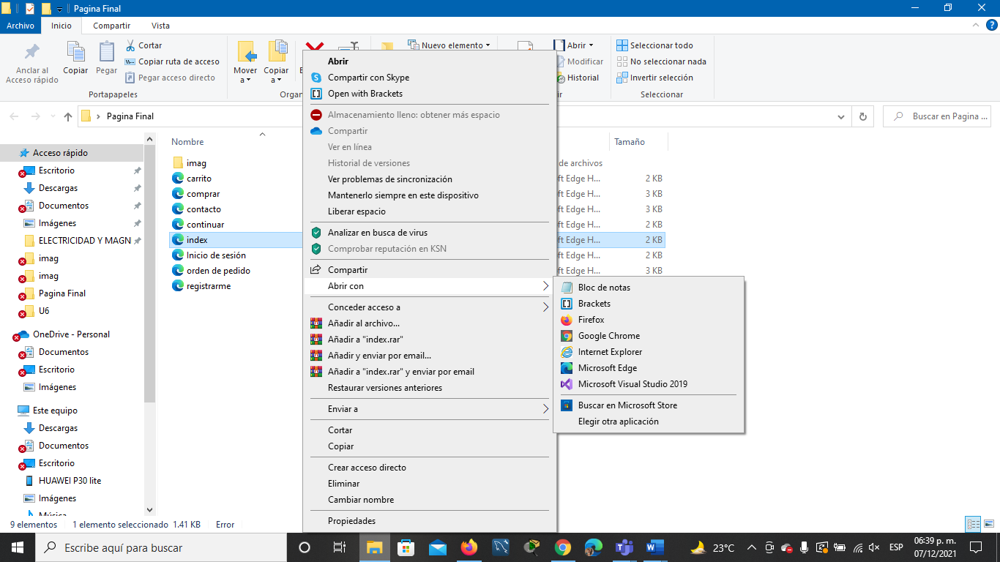 Pagina Final
Archivo
Inicio
Compartir
Vista
Anclar al
Acceso rápido
Copiar
Pegar
Cortar
Copiar ruta de acceso
Pegar acceso directo
Portapapeles
Mover
a
Copiar
a
Organ
Nuevo elemento
Abrir
Modificar
Historial
Seleccionar todo
No seleccionar nada
Invertir selección
Seleccionar
Pagina Final
Buscar en Pagina ...
Acceso rápido
Escritorio
Descargas
Documentos
Imágenes
ELECTRICIDAD Y MAGN
imag
imag
Pagina Final
U6
OneDrive - Personal
Documentos
Escritorio
Imágenes
Este equipo
Descargas
Documentos
Escritorio
HUAWEI P30 lite
Imágenes
Música
Nombre
Tamaño
imag
de archivos
carrito
ft Edge H...
2 KB
comprar
ft Edge H...
3 KB
contacto
ft Edge H...
3 KB
continuar
ft Edge H...
2 KB
index
ft Edge H...
2 KB
Inicio de sesión
ft Edge H...
2 KB
orden de pedido
ft Edge H...
3 KB
registrarme
Abrir
Compartir con Skype
Open with Brackets
Almacenamiento lleno: obtener más espacio
Compartir
Ver en línea
Historial de versiones
Ver problemas de sincronización
Mantenerlo siempre en este dispositivo
Liberar espacio
Analizar en busca de virus
Comprobar reputación en KSN
Compartir
Abrir con
Conceder acceso a
Añadir al archivo...
Añadir a "index.rar"
Añadir y enviar por email...
Añadir a "index.rar" y enviar por email
Restaurar versiones anteriores
Enviar a
Cortar
Copiar
Crear acceso directo
Eliminar
Cambiar nombre
Propiedades
Bloc de notas
Brackets
Firefox
Google Chrome
Internet Explorer
Microsoft Edge
Microsoft Visual Studio 2019
Buscar en Microsoft Store
Elegir otra aplicación
9 elementos
1 elemento seleccionado 1.41 KB
Error
Escribe aquí para buscar
23°C
ESP
06:39 p. m.
07/12/2021